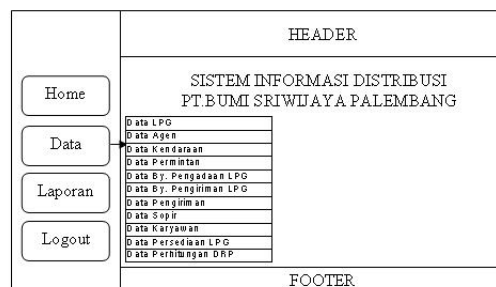 HEADER
SISTEM INFORMASI DISTRIBUSI
PT.BUMI SRIWIJAYA PALEMBANG
Home
Data
Laporan
Logout
Data LPG
Data Agen
Data Kendaraan
Data Permintan
Data By. Pengadaan LPG
Data By. Pengiriman LPG
Data Pengiriman
Data Sopir
Data Karyawan
Data Persediaan LPG
Data Perhitungan DRP
FOOTER